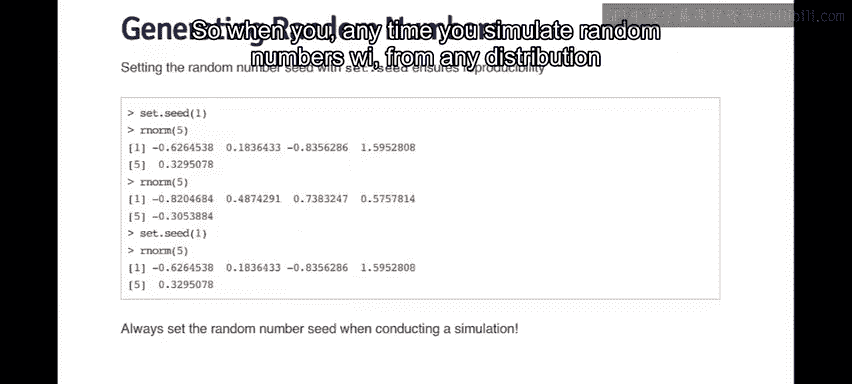 Generating Random Numbers
So when you, any time you simulate random
numbers wi, from any distribution
Setting the random number seed with set.seed ensures reproducibility
> set.seed(1)
> rnorm(5)
[1] -0.6264538 0.1836433 -0.8356286 1.5952808
[5] 0.3295078
> rnorm(5)
[1] -0.8204684 0.4874291 0.7383247 0.5757814
[5] -0.3053884
> set.seed(1)
> rnorm(5)
[1] -0.6264538 0.1836433 -0.8356286 1.5952808
[5] 0.3295078
Always set the random number seed when conducting a simulation!